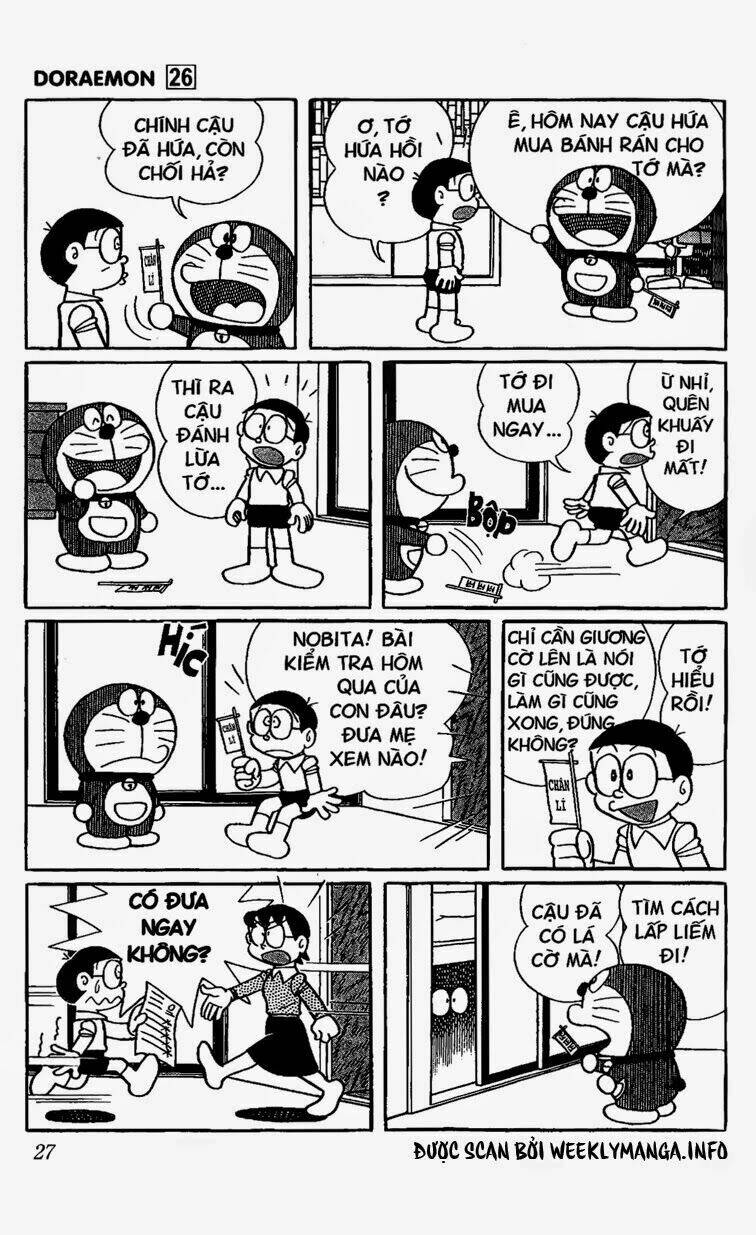 DORAEMON 26
Ê, HÔM NAY CẬU HỨA
MUA BÁNH RÁN CHO
TỚ MÀ?
Ơ, TỚ
HỨA HỒI
NÀO
?
CHÍNH CẬU
ĐÃ HỨA, CÒN
CHỐI HẢ?
CHÂN
LÍ
Ừ NHỈ,
QUÊN
KHUẤY
ĐI
MẤT!
TỚ ĐI
MUA
NGAY...
BỘP
THÌ RA
CẬU
ĐÁNH
LỪA
TỚ...
TỚ
HIỂU
RỒI!
CHỈ CẦN GIƯƠNG
CỜ LÊN LÀ NÓI
GÌ CŨNG ĐƯỢC,
LÀM GÌ CŨNG
XONG, ĐÚNG
KHÔNG?
CHÂN
LÍ
NOBITA! BÀI
KIỂM TRA HÔM
QUA CỦA
CON ĐÂU?
ĐƯA MẸ
XEM NÀO!
CHÂN
LÍ
HÍC
TÌM CÁCH
LẤP LIẾM
ĐI!
CẬU ĐÃ
CÓ LÁ
CỜ MÀ!
CÓ ĐƯA
NGAY
KHÔNG?
27
ĐƯỢC SCAN BỞI WEEKLYMANGA.INFO